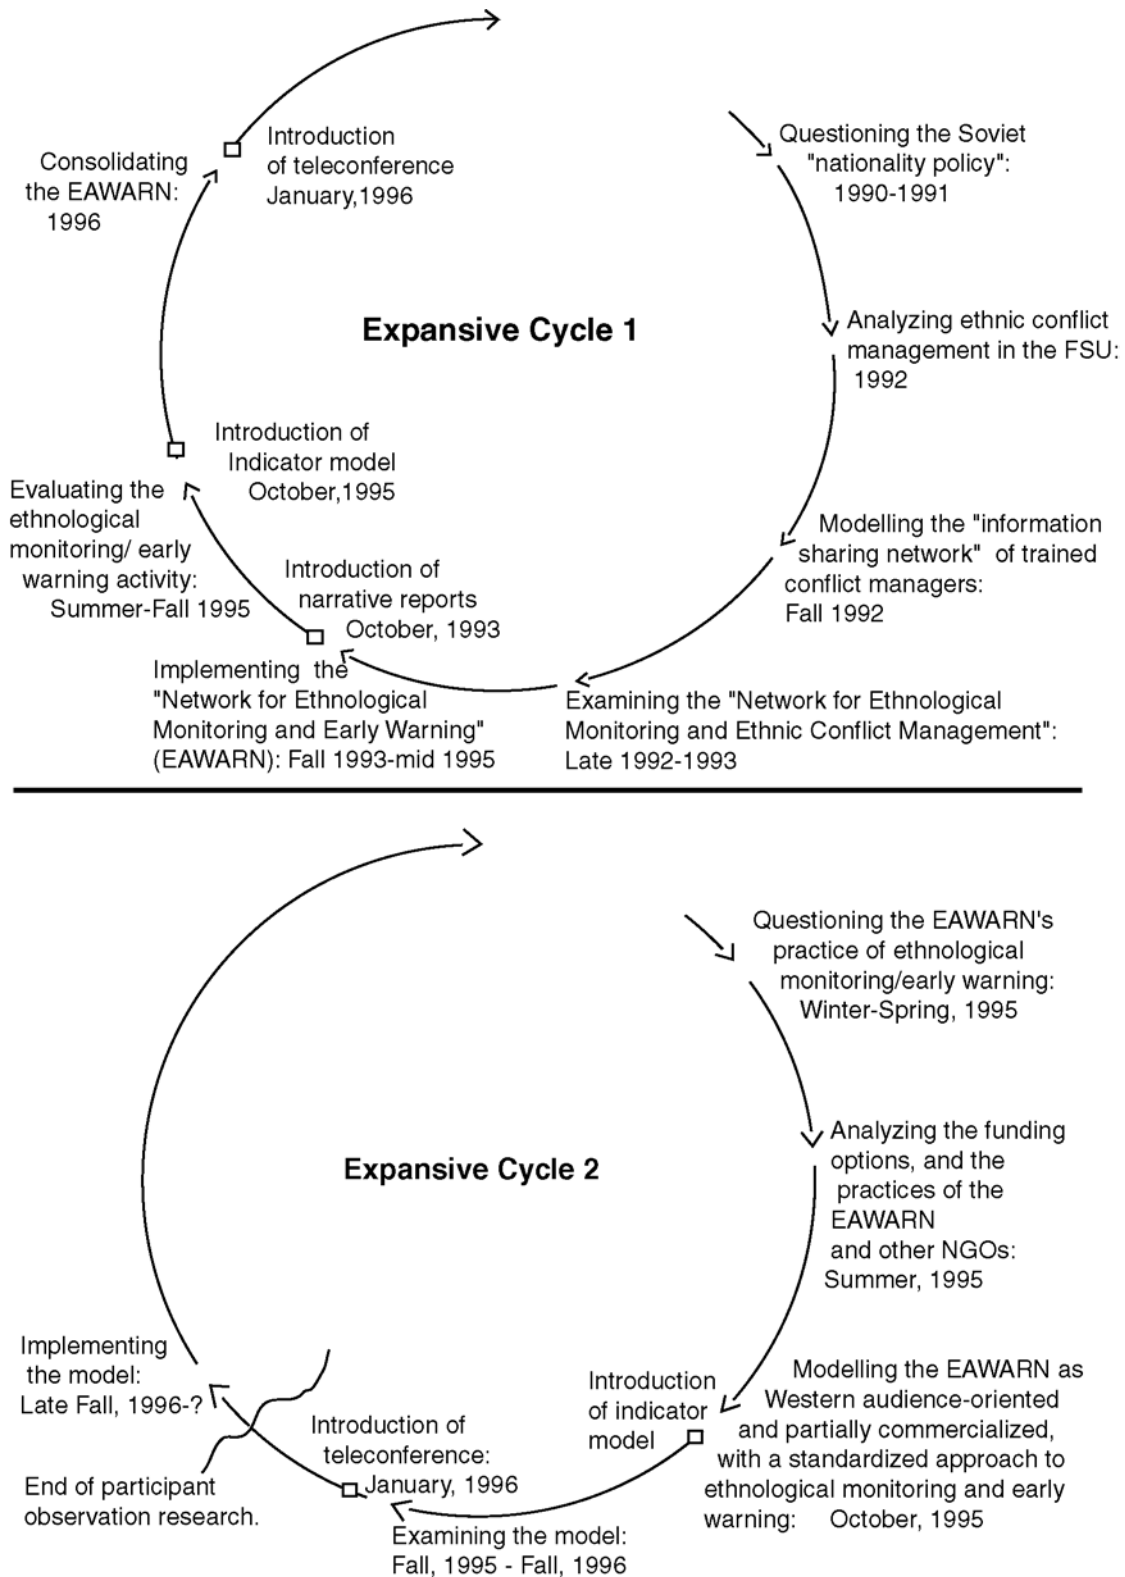 Introduction
of teleconference
January,1996
Consolidating
the EAWARN:
1996
Questioning the Soviet
"nationality policy":
1990-1991
Expansive Cycle 1
Analyzing ethnic conflict
management in the FSU:
1992
Introduction of
Indicator model
October,1995
Evaluating the
ethnological
monitoring/ early
warning activity:
Summer-Fall 1995
Modelling the "information
sharing network" of trained
conflict managers:
Fall 1992
Introduction of
narrative reports
October, 1993
Implementing the
"Network for Ethnological
Monitoring and Early Warning"
(EAWARN): Fall 1993-mid 1995
Examining the "Network for Ethnological
Monitoring and Ethnic Conflict Management":
Late 1992-1993
Questioning the EAWARN's
practice of ethnological
monitoring/early warning:
Winter-Spring, 1995
Expansive Cycle 2
Analyzing the funding
options, and the
practices of the
EAWARN
and other NGOs:
Summer, 1995
Implementing
the model:
Late Fall, 1996-?
Introduction
of indicator
model
Modelling the EAWARN as
Western audience-oriented
and partially commercialized,
with a standardized approach to
ethnological monitoring and early
warning: October, 1995
Introduction of
teleconference:
January, 1996
End of participant
observation research.
Examining the model:
Fall, 1995 - Fall, 1996